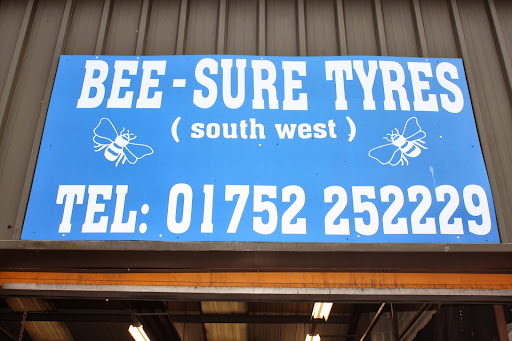 BEE-SURE TYRES
( south west )
TEL: 01752 252229